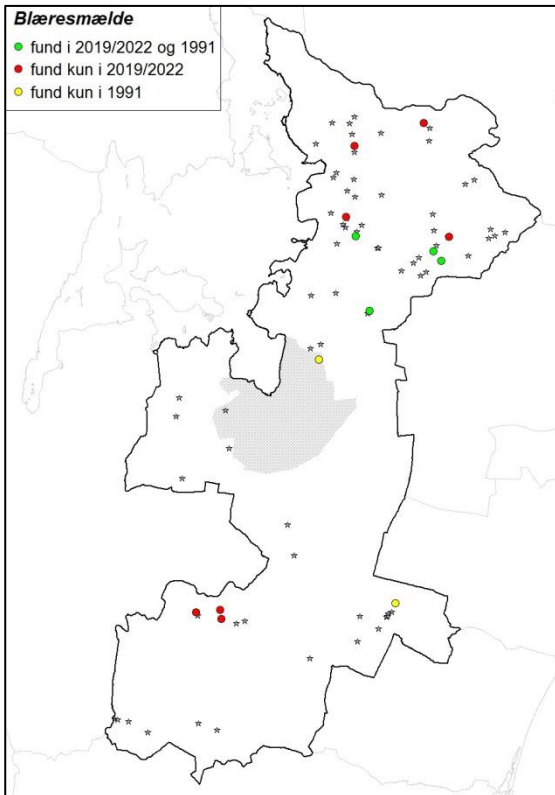 Blæresmælde
fund i 2019/2022 og 1991
fund kun i 2019/2022
fund kun i 1991